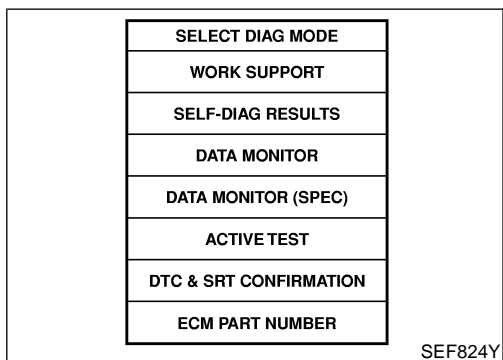 SELECT DIAG MODE
WORK SUPPORT
SELF-DIAG RESULTS
DATA MONITOR
DATA MONITOR (SPEC)
ACTIVE TEST
DTC & SRT CONFIRMATION
ECM PART NUMBER
SEF824Y